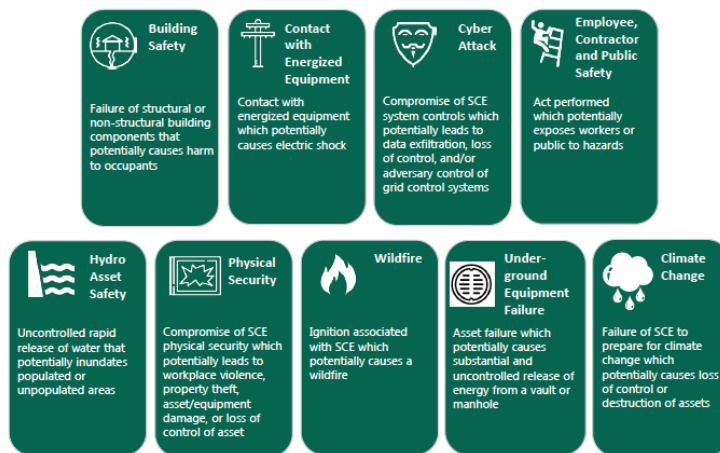 Building
Safety
Failure of structural or
non-structural building
components that
potentially causes harm
to occupants
Contact
with
Energized
Equipment
Contact with
energized equipment
which potentially
causes electric shock
Cyber
Attack
Compromise of SCE
system controls which
potentially leads to
data exfiltration, loss
of control, and/or
adversary control of
grid control systems
Employee,
Contractor
and Public
Safety
Act performed
which potentially
exposes workers or
public to hazards
Hydro
Asset
Safety
Uncontrolled rapid
release of water that
potentially inundates
populated or
unpopulated areas
Physical
Security
Compromise of SCE
physical security which
potentially leads to
workplace violence,
property theft,
asset/equipment
damage, or loss of
control of asset
Wildfire
Ignition associated
with SCE which
potentially causes a
wildfire
Under-
ground
Equipment
Failure
Asset failure which
potentially causes
substantial and
uncontrolled release of
energy from a vault or
manhole
Climate
Change
Failure of SCE to
prepare for climate
change which
potentially causes loss
of control or
destruction of assets